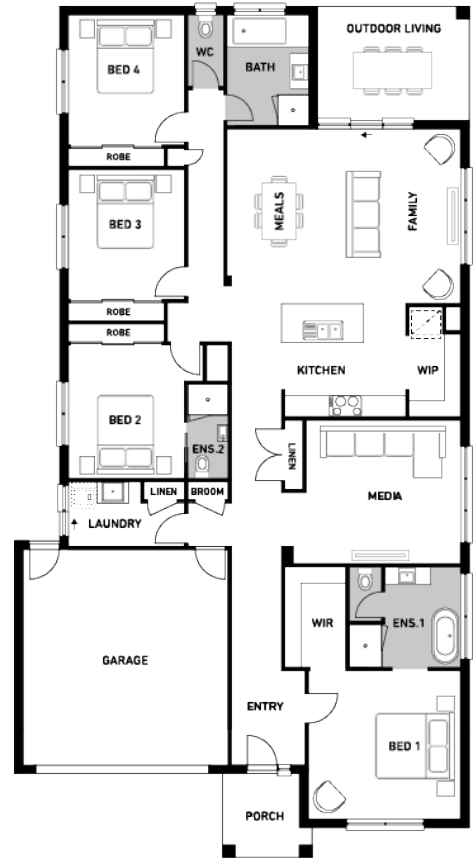 OUTDOOR LIVING
WC
BED 4
BATH
ROBE
MEALS
FAMILY
BED 3
ROBE
ROBE
KITCHEN
WIP
BED 2
ENS.2
LINEN
LINEN
BROOM
MEDIA
LAUNDRY
WIR
ENS.1
GARAGE
ENTRY
BED 1
PORCH